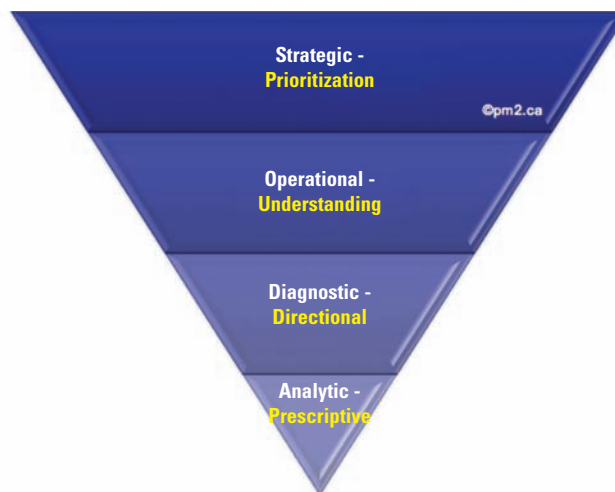 Strategic -
Prioritization
©pm2.ca
Operational -
Understanding
Diagnostic -
Directional
Analytic -
Prescriptive